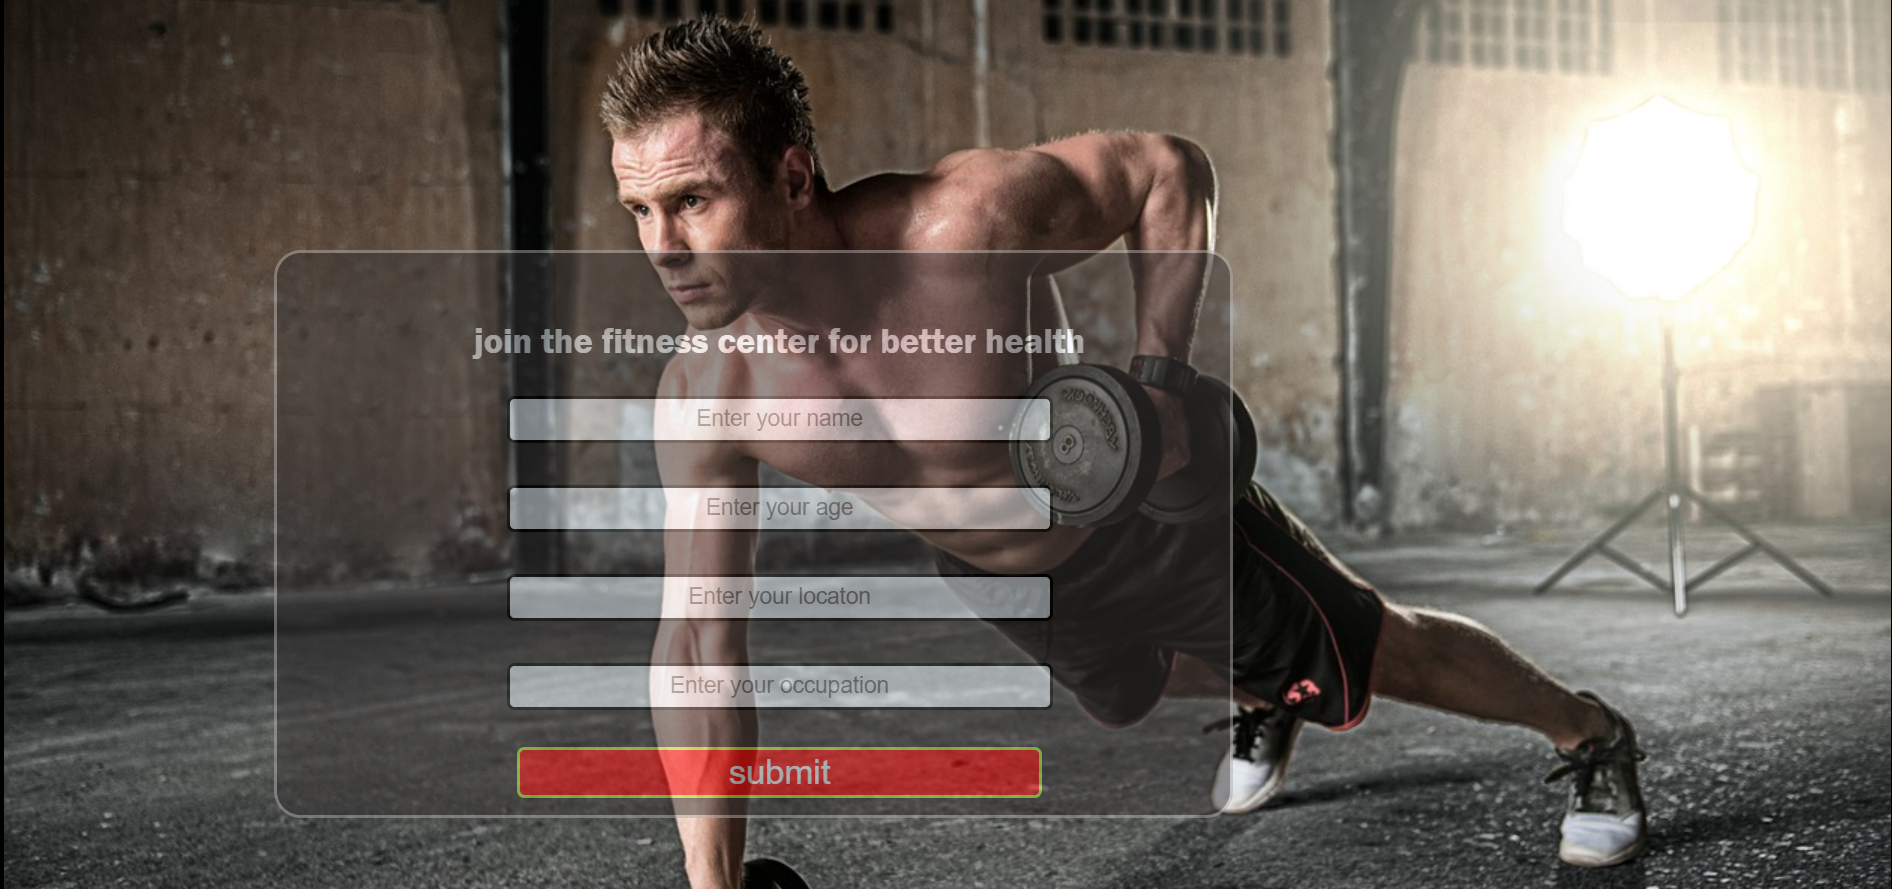 join the fitness center for better health
Enter your name
Enter your age
Enter your locaton
Enter your occupation
submit
8